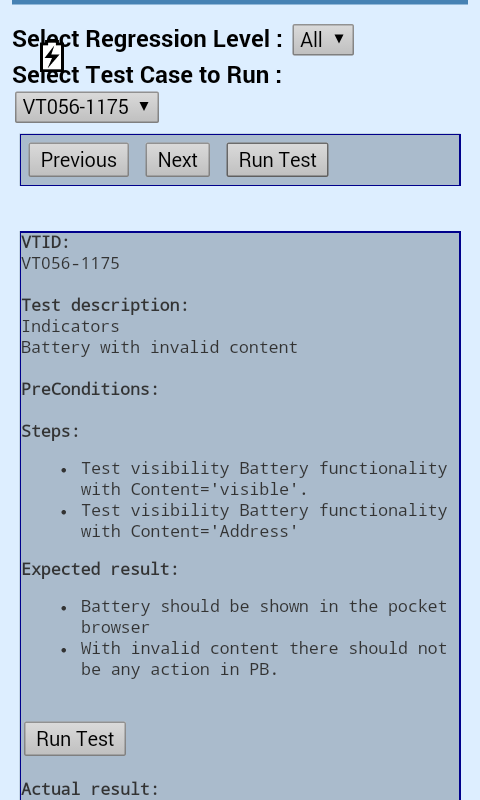 Select Regression Level : All
Select Test Case to Run :
VT056-1175
Previous Next Run Test
VTID:
VT056-1175
Test description:
Indicators
Battery with invalid content
PreConditions:
Steps:
• Test visibility Battery functionality
with Content='visible'.
• Test visibility Battery functionality
with Content='Address'
Expected result:
• Battery should be shown in the pocket
browser
• With invalid content there should not
be any action in PB.
Run Test
Actual result: